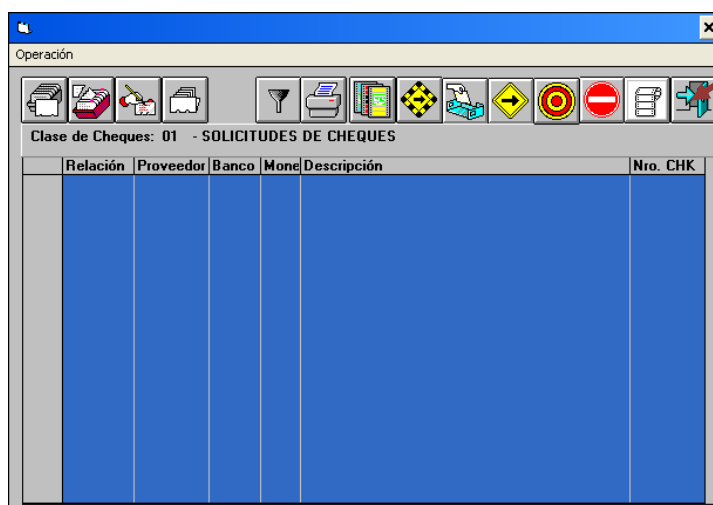 Operación
Clase de Cheques: 01 - SOLICITUDES DE CHEQUES
Relación Proveedor Banco Mone Descripción Nro. CHK